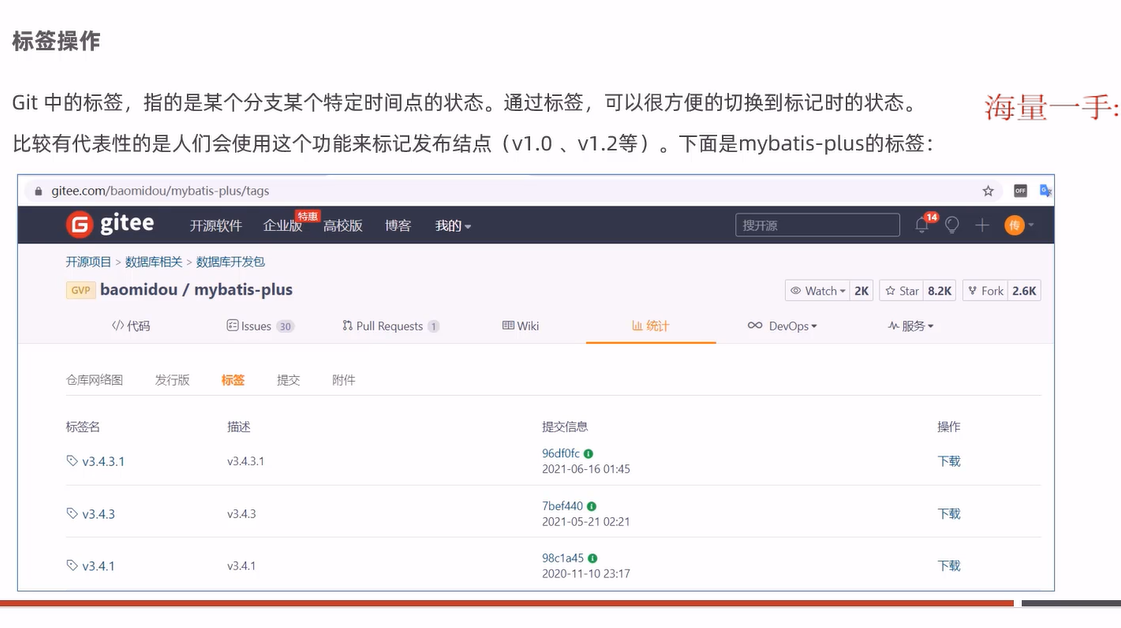 标签操作
Git 中的标签，指的是某个分支某个特定时间点的状态。通过标签，可以很方便的切换到标记时的状态。
海量一手:
比较有代表性的是人们会使用这个功能来标记发布结点（v1.0 、v1.2等）。下面是mybatis-plus的标签：
gitee.com/baomidou/mybatis-plus/tags OFF
G gitee 开源软件 企业版 特惠 高校版 博客 我的 搜开源 14 传
开源项目 > 数据库相关 > 数据库开发包
GVP baomidou / mybatis-plus Watch 2K Star 8.2K Fork 2.6K
代码 Issues 30 Pull Requests 1 Wiki 统计 DevOps 服务
仓库网络图 发行版 标签 提交 附件
标签名 描述 提交信息 操作
v3.4.3.1 v3.4.3.1 96df0fc 2021-06-16 01:45 下载
v3.4.3 v3.4.3 7bef440 2021-05-21 02:21 下载
v3.4.1 v3.4.1 98c1a45 2020-11-10 23:17 下载